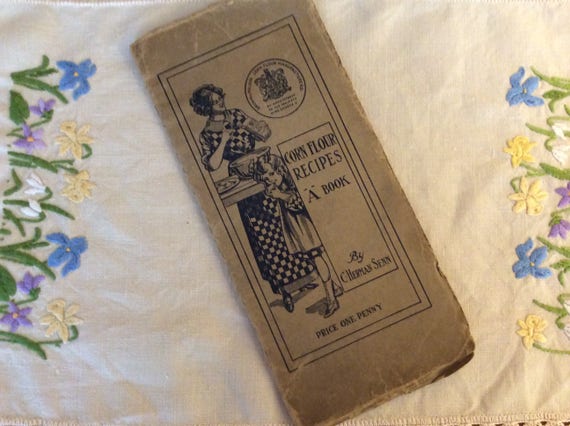 CORN FLOUR
RECIPES
"A" BOOK
By
C. HERMAN SENN
PRICE ONE PENNY